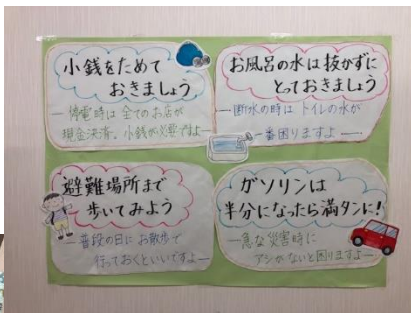 小銭をためて
おきましょう
停電時は全てのお店が
現金決済。小銭が必要ですよ
お風呂の水は抜かずに
とっておきましょう
断水の時はトイレの水が
一番困りますよ
避難場所まで
歩いてみよう
普段の日にお散歩で
行っておくといいですよ
ガソリンは
半分になったら満タンに!
急な災害時に
アシがないと困りますよ